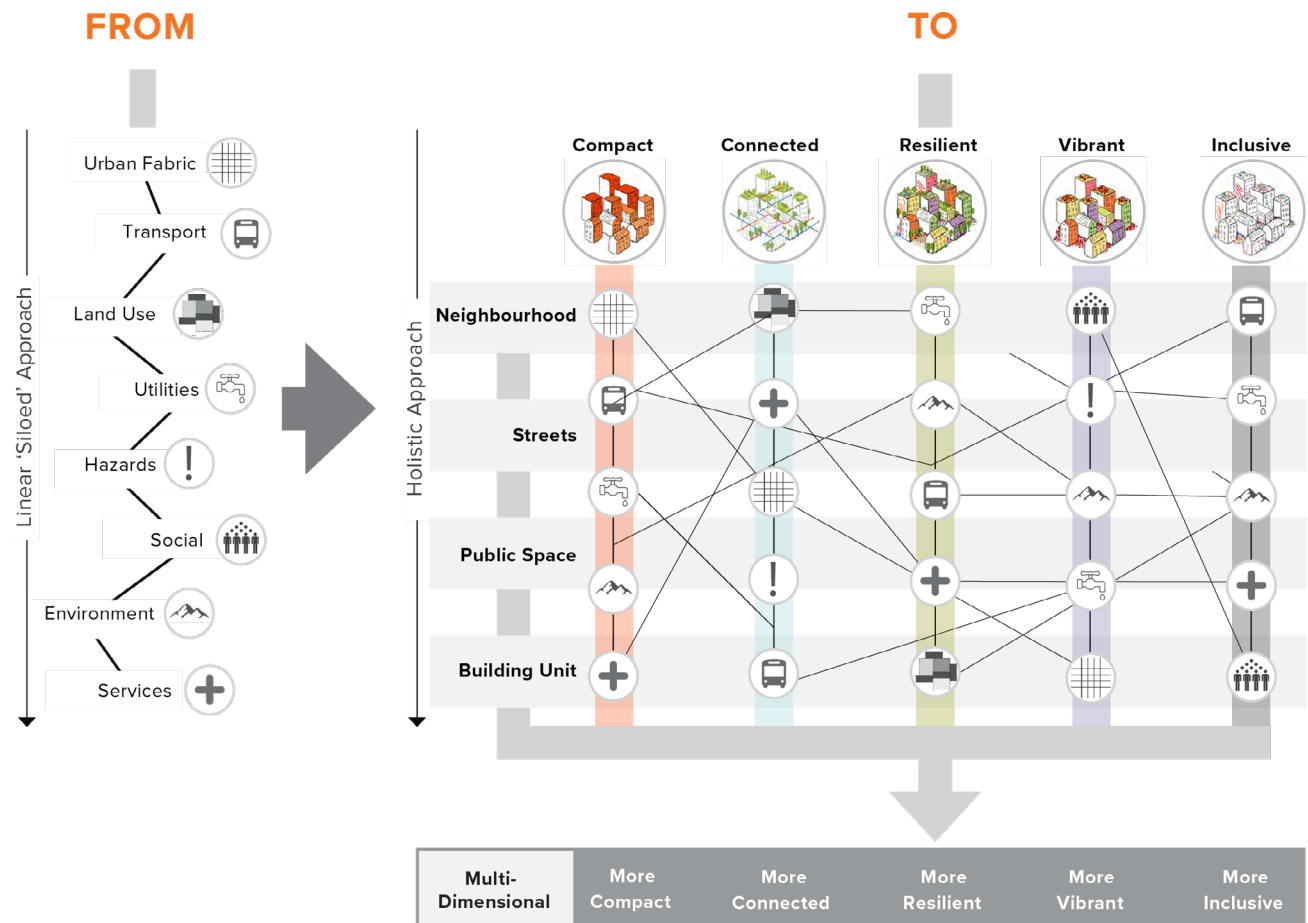 FROM
TO
Linear 'Siloed' Approach
Urban Fabric
Transport
Land Use
Utilities
Hazards
Social
Environment
Services
Holistic Approach
Compact
Connected
Resilient
Vibrant
Inclusive
Neighbourhood
Streets
Public Space
Building Unit
Multi-
Dimensional
More
Compact
More
Connected
More
Resilient
More
Vibrant
More
Inclusive